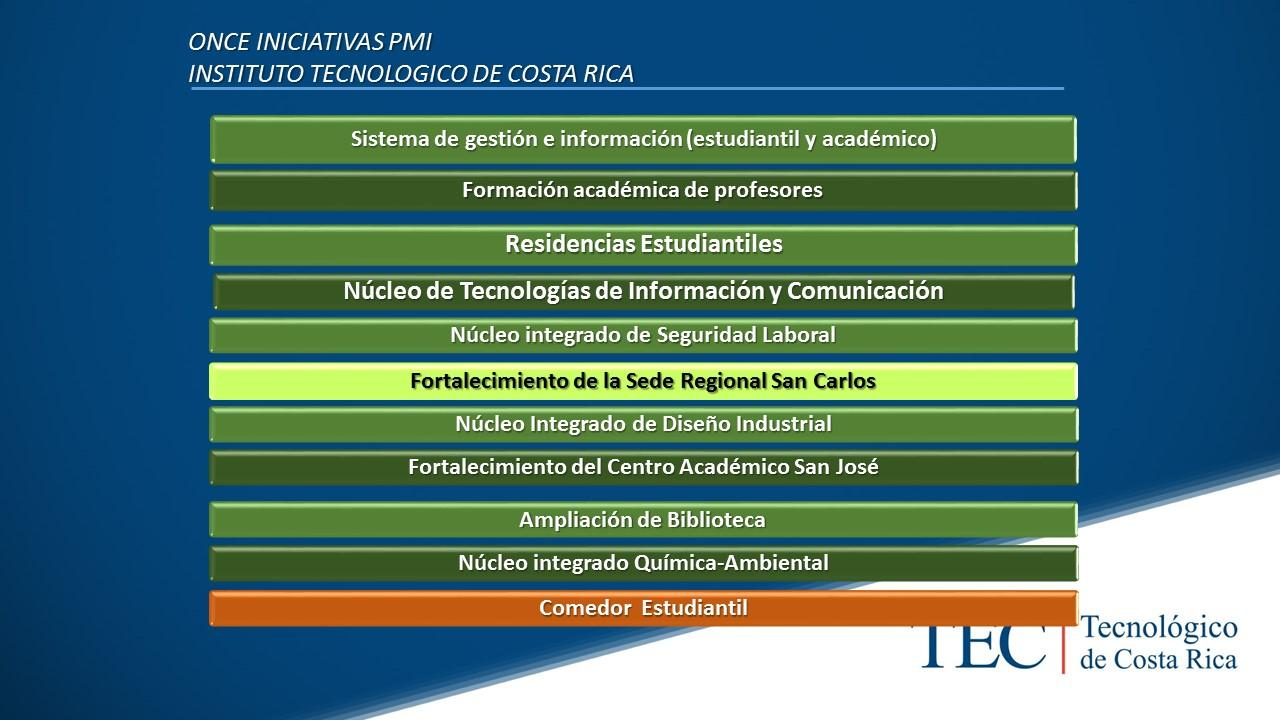 ONCE INICIATIVAS PMI
INSTITUTO TECNOLOGICO DE COSTA RICA
Sistema de gestión e información (estudiantil y académico)
Formación académica de profesores
Residencias Estudiantiles
Núcleo de Tecnologías de Información y Comunicación
Núcleo integrado de Seguridad Laboral
Fortalecimiento de la Sede Regional San Carlos
Núcleo Integrado de Diseño Industrial
Fortalecimiento del Centro Académico San José
Ampliación de Biblioteca
Núcleo integrado Química-Ambiental
Comedor Estudiantil
TEC
Tecnológico
de Costa Rica